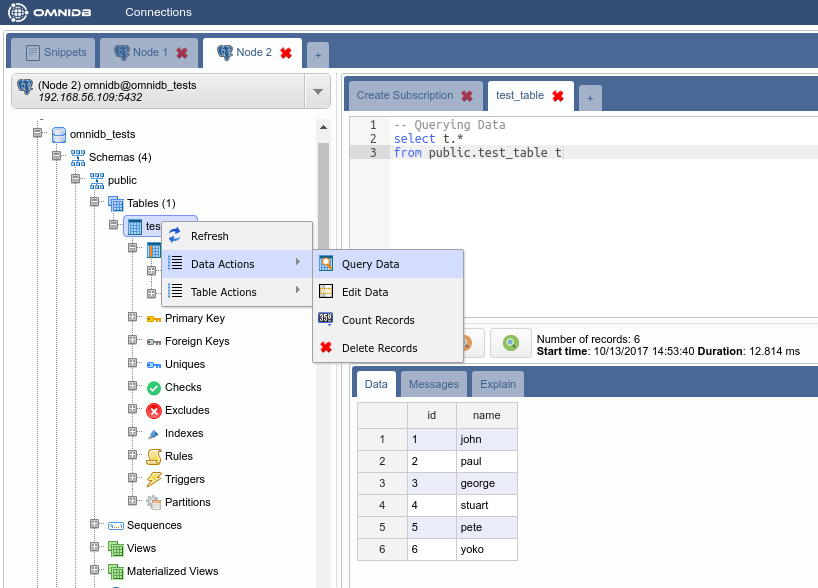 OMNIDB Connections
Snippets Node 1 Node 2 +
(Node 2) omnidb@omnidb_tests
192.168.56.109:5432
omnidb_tests
Schemas (4)
public
Tables (1)
tes
Refresh
Data Actions
Table Actions
Query Data
Edit Data
Count Records
Delete Records
Primary Key
Foreign Keys
Uniques
Checks
Excludes
Indexes
Rules
Triggers
Partitions
Sequences
Views
Materialized Views
Create Subscription test_table +
1 -- Querying Data
2 select t.*
3 from public.test_table t
Number of records: 6
Start time: 10/13/2017 14:53:40 Duration: 12.814 ms
Data Messages Explain
id name
1 1 john
2 2 paul
3 3 george
4 4 stuart
5 5 pete
6 6 yoko